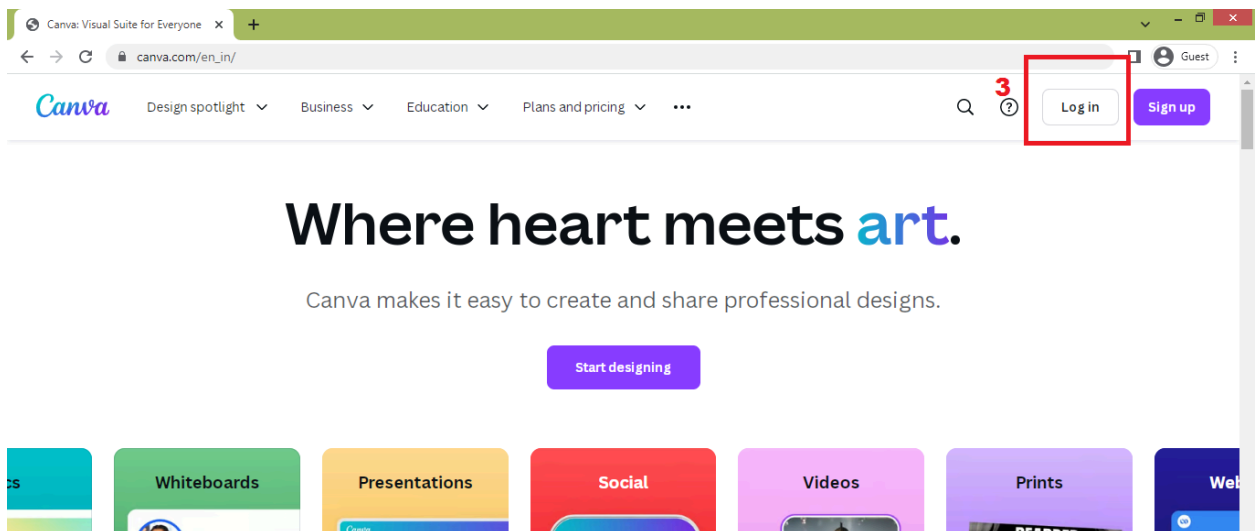 Canva: Visual Suite for Everyone
canva.com/en_in/
Guest
Canva
Design spotlight
Business
Education
Plans and pricing
3
Log in
Sign up
Where heart meets art.
Canva makes it easy to create and share professional designs.
Start designing
cs
Whiteboards
Presentations
Social
Videos
Prints
Web
Canva